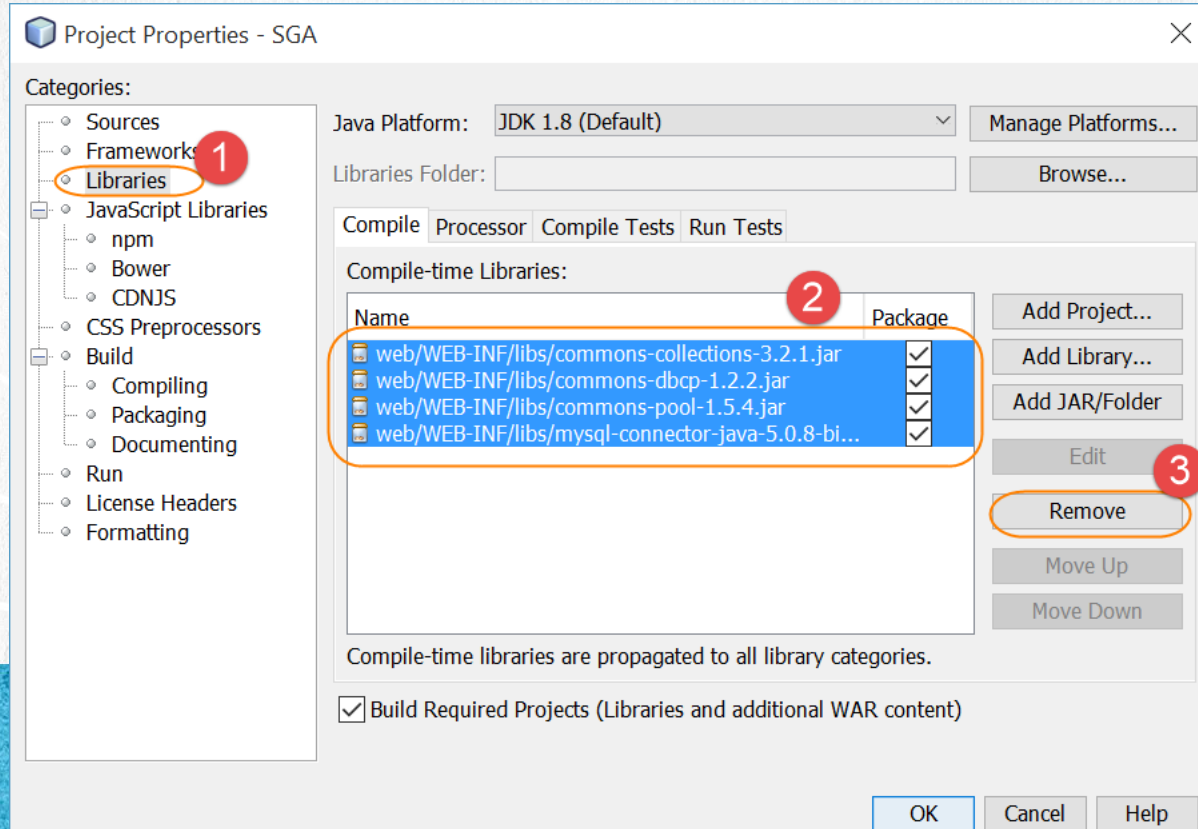 Project Properties - SGA
Categories:
Sources
Frameworks
1
Libraries
JavaScript Libraries
npm
Bower
CDNJS
CSS Preprocessors
Build
Compiling
Packaging
Documenting
Run
License Headers
Formatting
Java Platform: JDK 1.8 (Default) Manage Platforms...
Libraries Folder: Browse...
Compile Processor Compile Tests Run Tests
Compile-time Libraries:
2
Name Package
web/WEB-INF/libs/commons-collections-3.2.1.jar
web/WEB-INF/libs/commons-dbcp-1.2.2.jar
web/WEB-INF/libs/commons-pool-1.5.4.jar
web/WEB-INF/libs/mysql-connector-java-5.0.8-bi...
Add Project...
Add Library...
Add JAR/Folder
Edit
3
Remove
Move Up
Move Down
Compile-time libraries are propagated to all library categories.
Build Required Projects (Libraries and additional WAR content)
OK Cancel Help